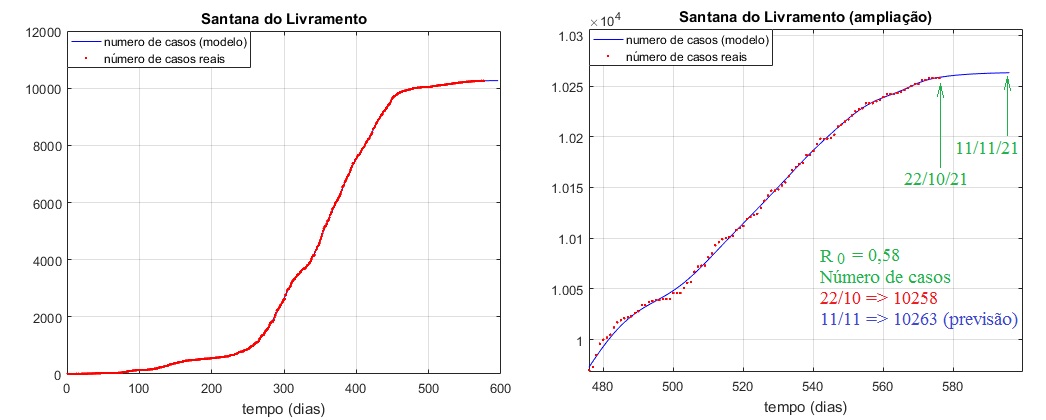 Santana do Livramento
numero de casos (modelo)
número de casos reais
12000
10000
8000
6000
4000
2000
0
0 100 200 300 400 500 600
tempo (dias)
Santana do Livramento (ampliação)
×10^4
numero de casos (modelo)
número de casos reais
1.03
1.025
1.02
1.015
1.01
1.005
1
11/11/21
22/10/21
R 0 = 0,58
Número de casos
22/10 => 10258
11/11 => 10263 (previsão)
480 500 520 540 560 580
tempo (dias)